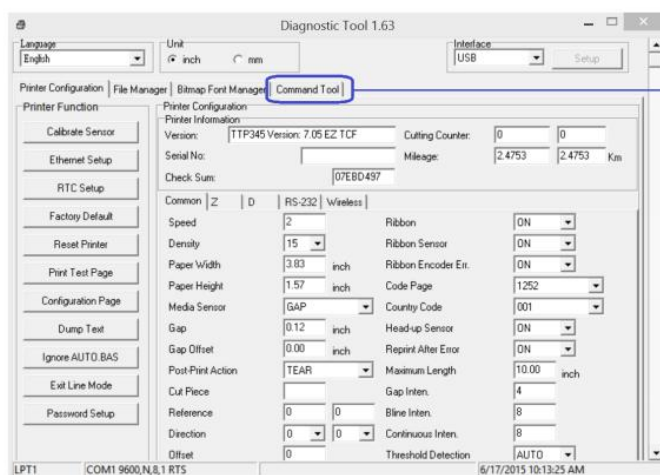 Diagnostic Tool 1.63
Language Unit Interface
English inch mm USB Setup
Printer Configuration File Manager Bitmap Font Manager Command Tool
Printer Function Printer Configuration
Printer Information
Calibrate Sensor Version: TTP345 Version: 7.05 EZ TCF Cutting Counter: 0 0
Ethernet Setup Serial No: Mileage: 2.4753 2.4753 Km
RTC Setup Check Sum: 07EBD497
Common Z D RS-232 Wireless
Factory Default Speed 2 Ribbon ON
Reset Printer Density 15 Ribbon Sensor ON
Print Test Page Paper Width 3.83 inch Ribbon Encoder Err. ON
Paper Height 1.57 inch Code Page 1252
Configuration Page Media Sensor GAP Country Code 001
Dump Text Gap 0.12 inch Head-up Sensor ON
Ignore AUTO.BAS Gap Offset 0.00 inch Reprint After Error ON
Post-Print Action TEAR Maximum Length 10.00 inch
Exit Line Mode Cut Piece Gap Inten. 4
Password Setup Reference 0 0 Bline Inten. 8
Direction 0 0 Continuous Inten. 8
Offset 0 Threshold Detection AUTO
LPT1 COM1 9600,N,8,1 RTS 6/17/2015 10:13:25 AM